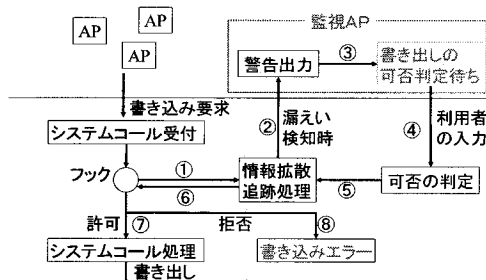 監視AP
AP
AP
AP
警告出力
③
書き出しの
可否判定待ち
書き込み要求
②
漏えい
検知時
④
利用者
の入力
システムコール受付
フック
①
⑥
情報拡散
追跡処理
⑤
可否の判定
許可
⑦
拒否
⑧
システムコール処理
書き込みエラー
書き出し